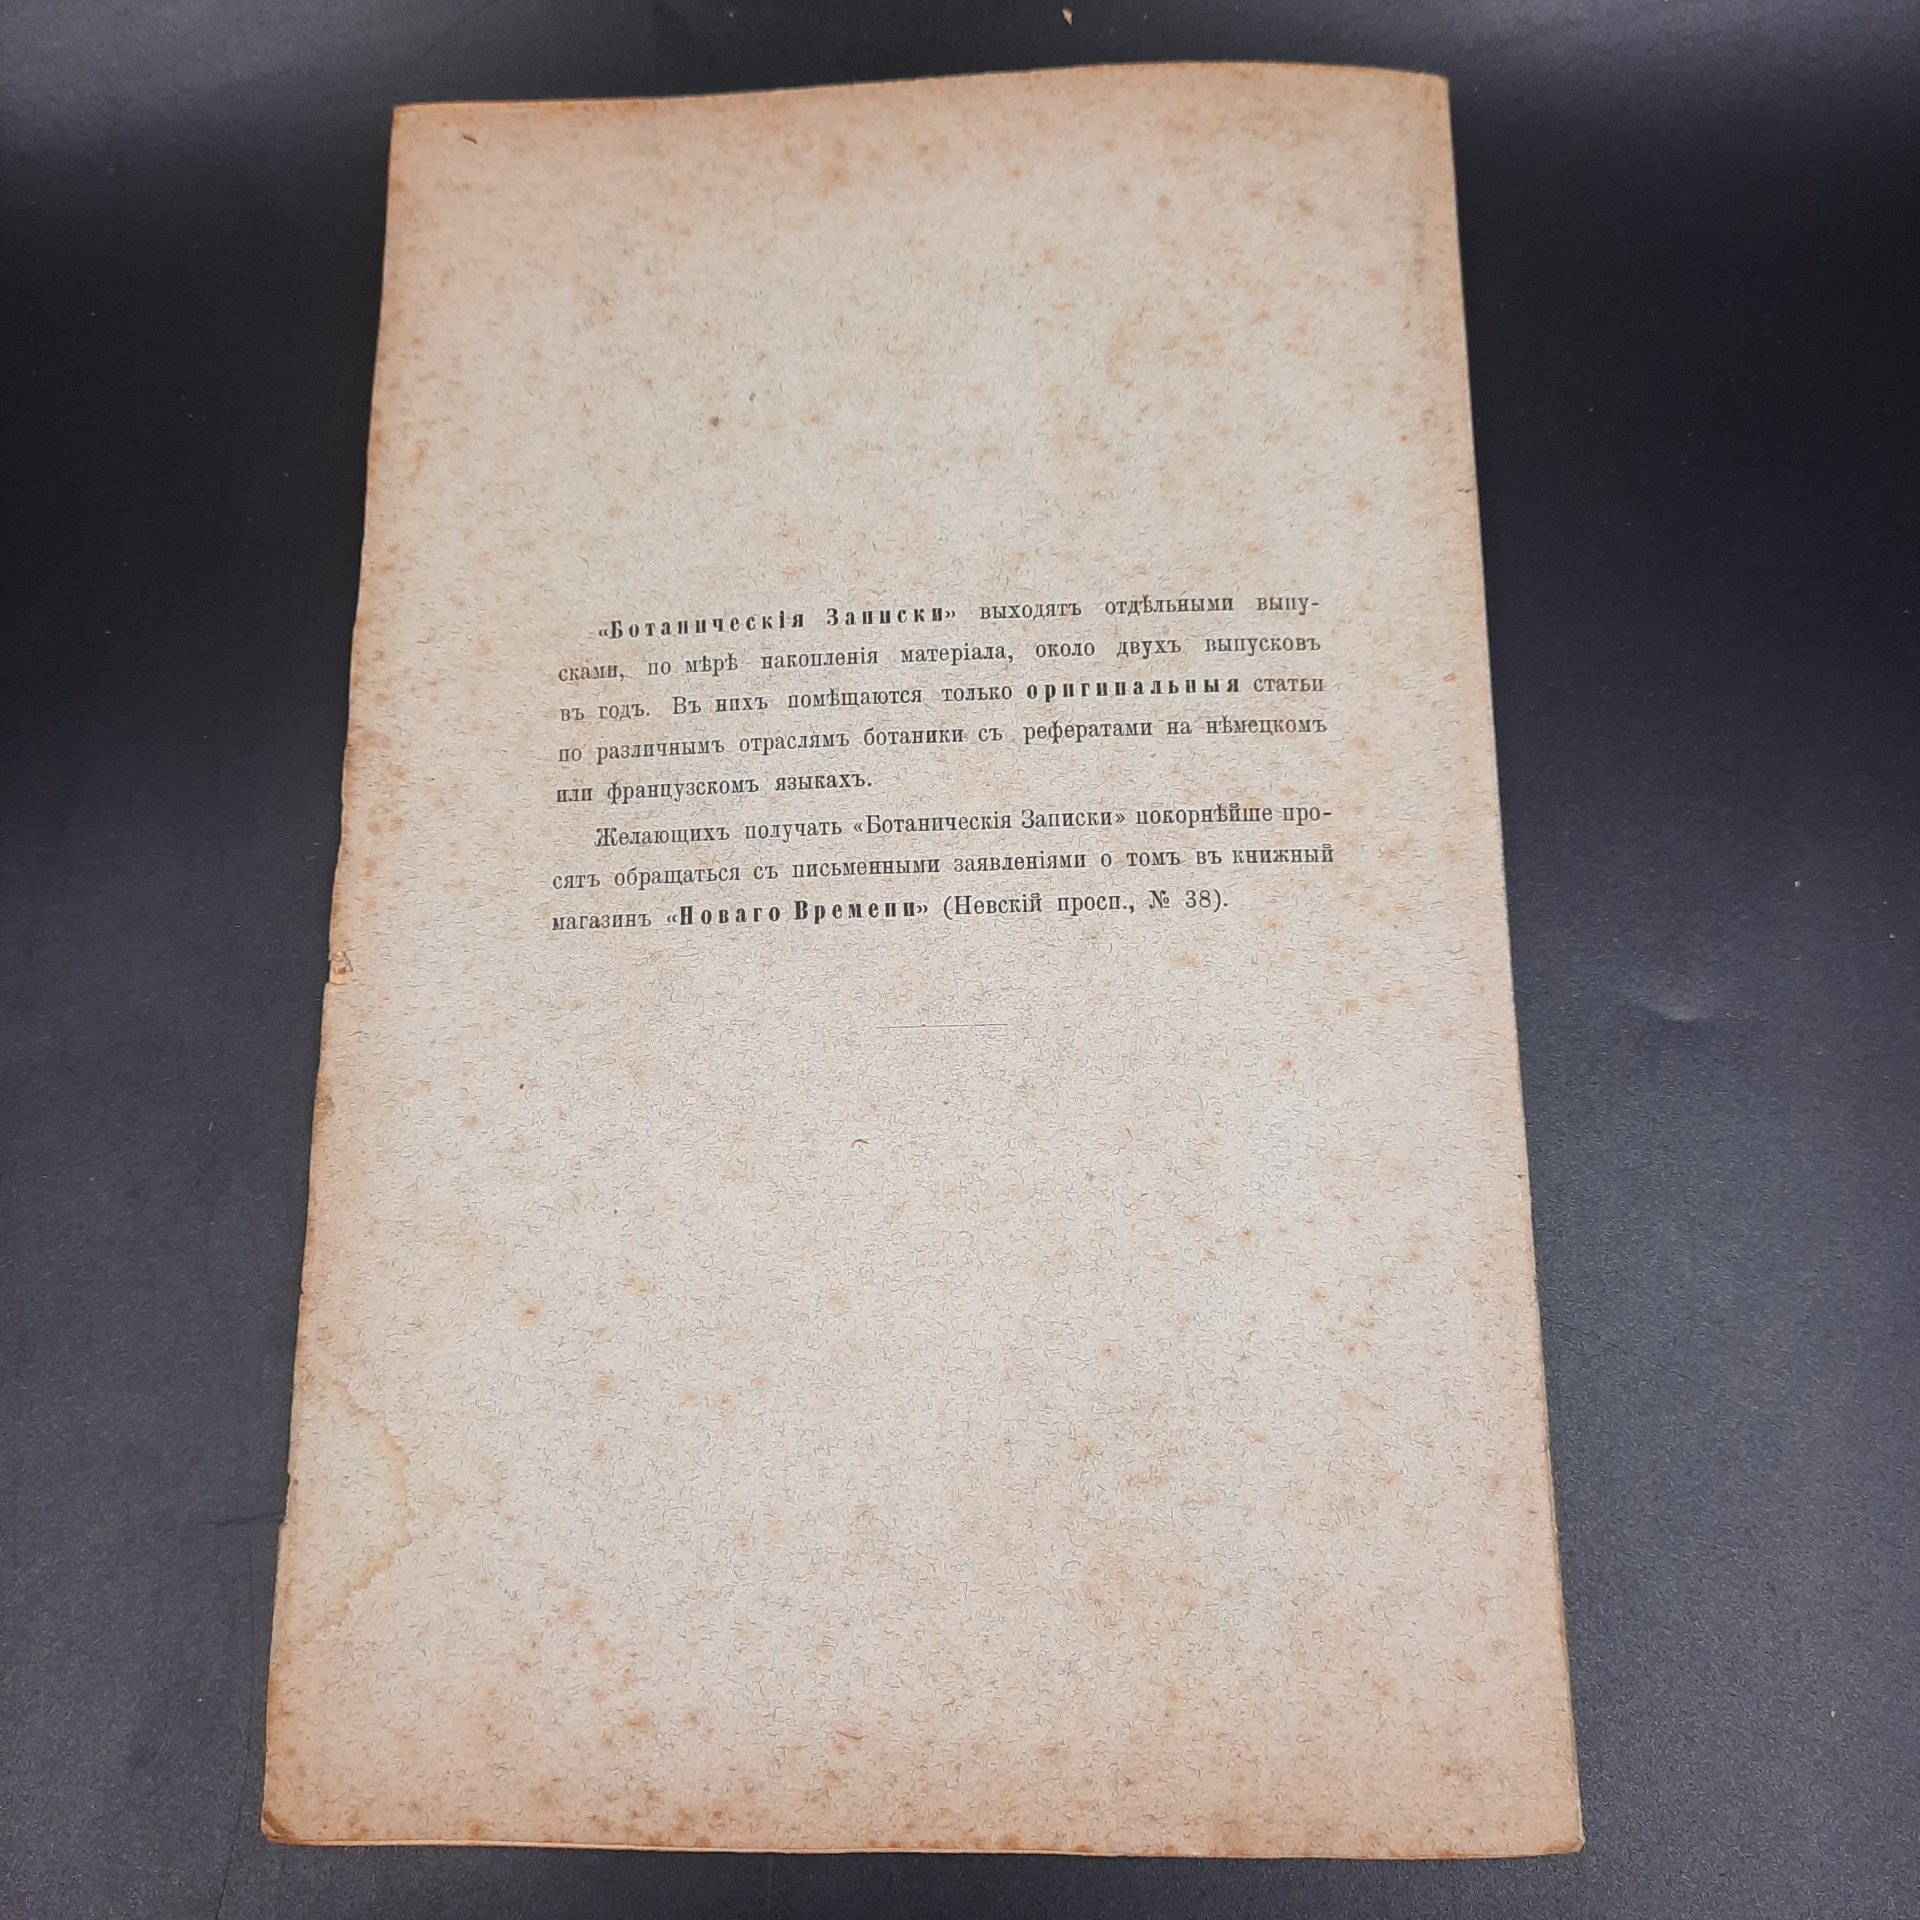 «Ботаническія Записки» выходятъ отдѣльными выпу-
сками, по мѣрѣ накопленія матеріала, около двухъ выпусковъ
въ годъ. Въ нихъ помѣщаются только оригинальныя статьи
по различнымъ отраслямъ ботаники съ рефератами на нѣмецкомъ
или французскомъ языкахъ.
Желающихъ получать «Ботаническія Записки» покорнѣйше про-
сятъ обращаться съ письменными заявленіями о томъ въ книжный
магазинъ «Новаго Времени» (Невскій просп., № 38).